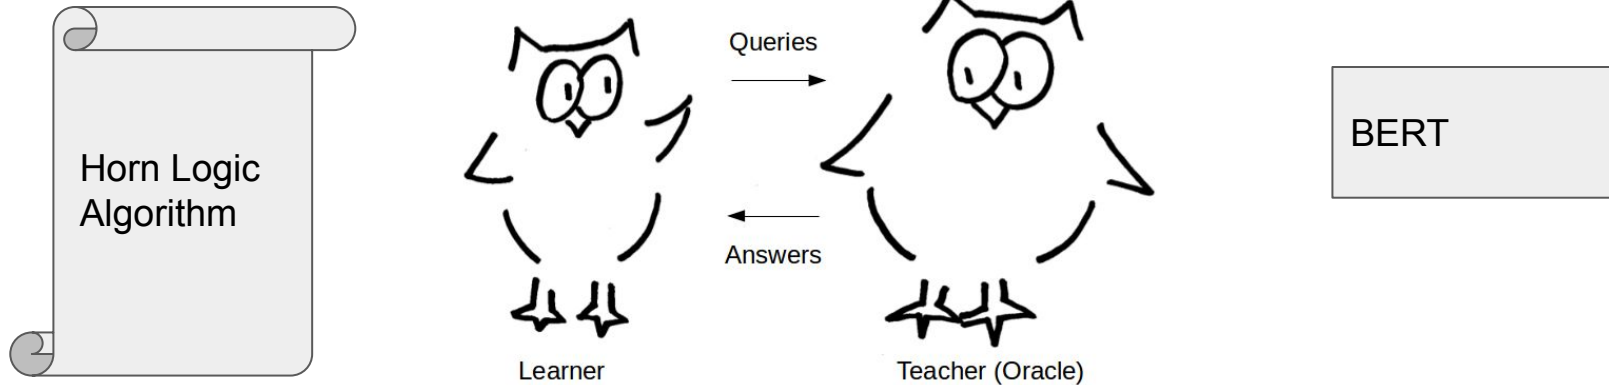 Horn Logic
Algorithm
Queries
Answers
Learner
Teacher (Oracle)
BERT